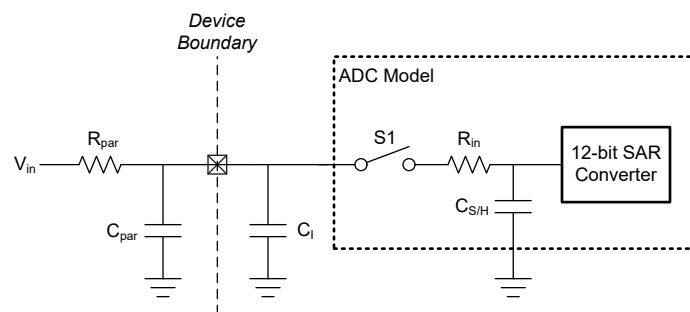 Device
Boundary
ADC Model
V_in
R_par
S1
R_in
12-bit SAR
Converter
C_par
C_I
C_S/H